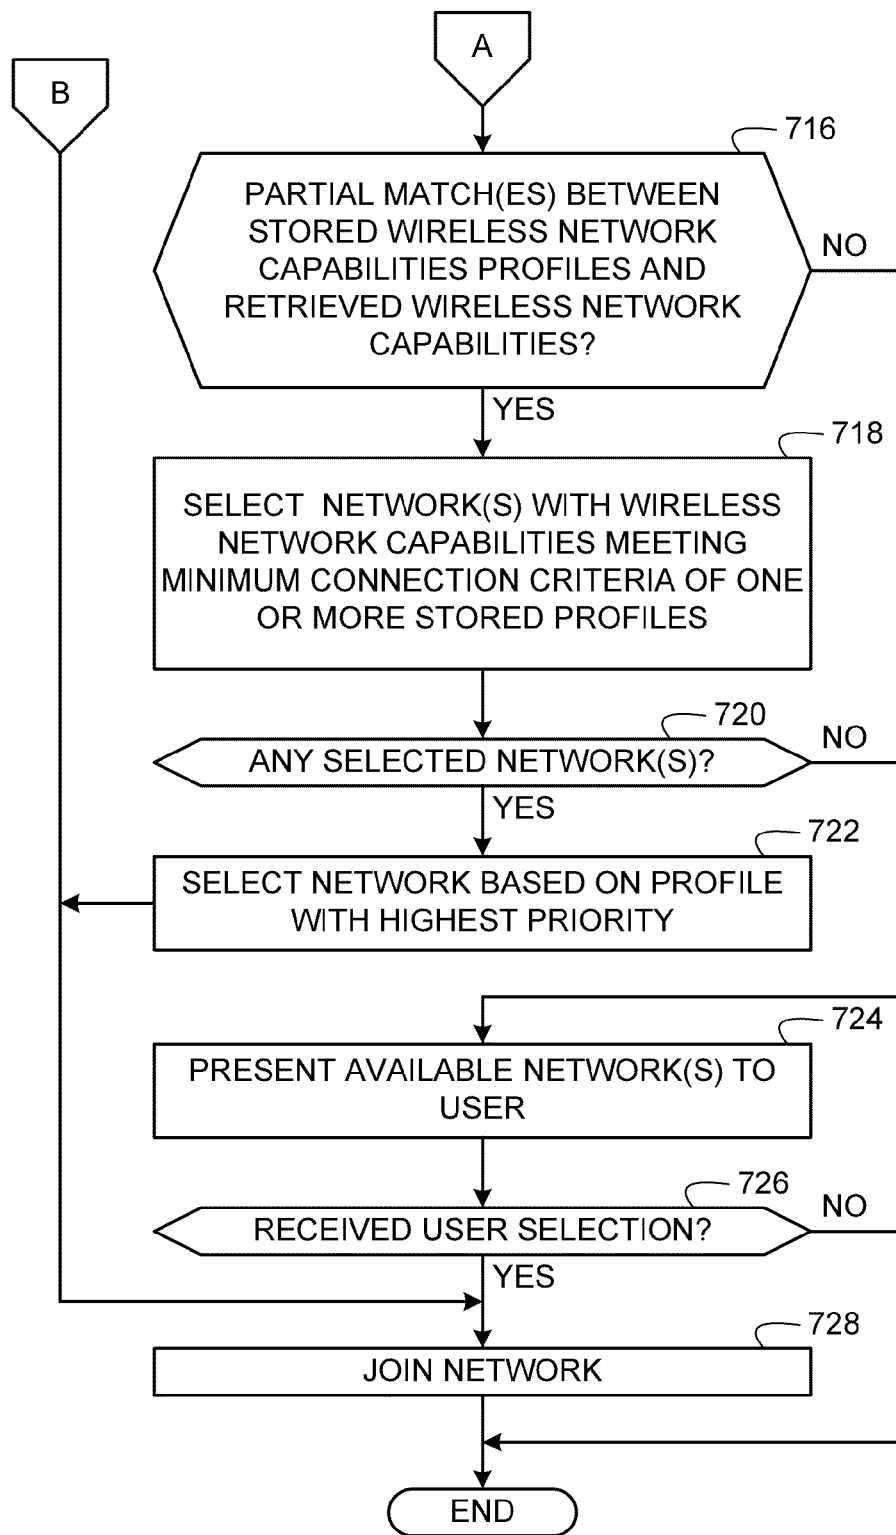 A
B
716
PARTIAL MATCH(ES) BETWEEN
STORED WIRELESS NETWORK
CAPABILITIES PROFILES AND
RETRIEVED WIRELESS NETWORK
CAPABILITIES?
NO
YES
718
SELECT NETWORK(S) WITH WIRELESS
NETWORK CAPABILITIES MEETING
MINIMUM CONNECTION CRITERIA OF ONE
OR MORE STORED PROFILES
720
ANY SELECTED NETWORK(S)?
NO
YES
722
SELECT NETWORK BASED ON PROFILE
WITH HIGHEST PRIORITY
724
PRESENT AVAILABLE NETWORK(S) TO
USER
726
RECEIVED USER SELECTION?
NO
YES
728
JOIN NETWORK
END